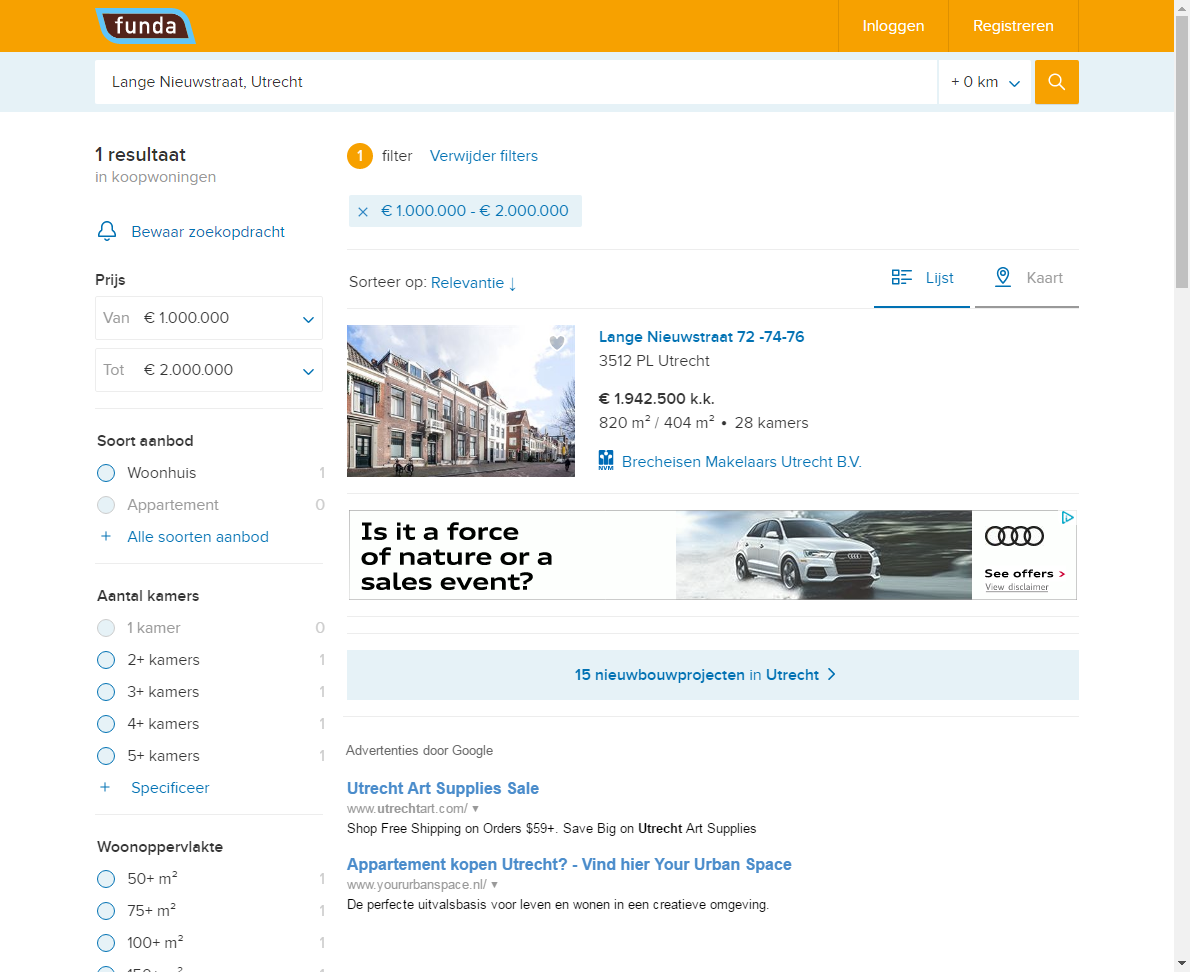 funda
Inloggen
Registreren
Lange Nieuwstraat, Utrecht
+ 0 km
1 resultaat
in koopwoningen
Bewaar zoekopdracht
Prijs
Van € 1.000.000
Tot € 2.000.000
Soort aanbod
Woonhuis 1
Appartement 0
+ Alle soorten aanbod
Aantal kamers
1 kamer 0
2+ kamers 1
3+ kamers 1
4+ kamers 1
5+ kamers 1
+ Specificeer
Woonoppervlakte
50+ m² 1
75+ m² 1
100+ m² 1
150+ m² 1
1 filter Verwijder filters
× € 1.000.000 - € 2.000.000
Sorteer op: Relevantie ↓
Lijst
Kaart
Lange Nieuwstraat 72 -74-76
3512 PL Utrecht
€ 1.942.500 k.k.
820 m² / 404 m² • 28 kamers
NVM Brecheisen Makelaars Utrecht B.V.
Is it a force
of nature or a
sales event?
See offers >
View disclaimer
15 nieuwbouwprojecten in Utrecht >
Advertenties door Google
Utrecht Art Supplies Sale
www.utrechtart.com/ ▼
Shop Free Shipping on Orders $59+. Save Big on Utrecht Art Supplies
Appartement kopen Utrecht? - Vind hier Your Urban Space
www.yoururbanspace.nl/ ▼
De perfecte uitvalsbasis voor leven en wonen in een creatieve omgeving.